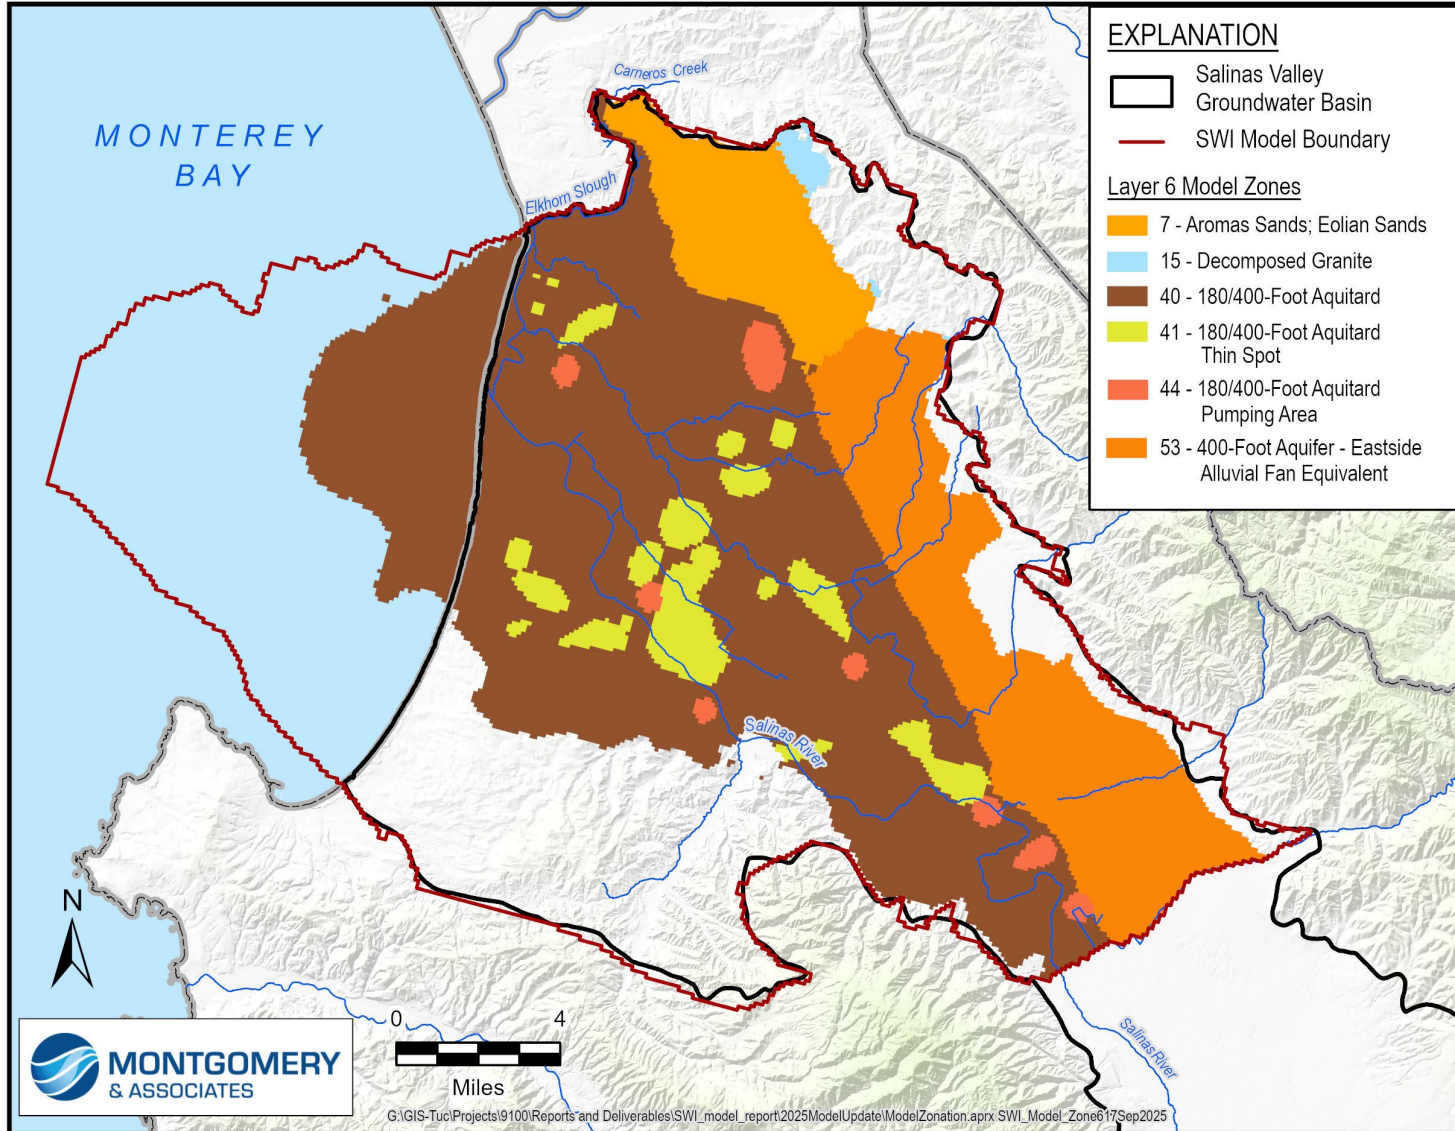 Carneros Creek
MONTEREY
BAY
Elkhorn Slough
Salinas River
Salinas River
EXPLANATION
Salinas Valley
Groundwater Basin
SWI Model Boundary
Layer 6 Model Zones
7 - Aromas Sands; Eolian Sands
15 - Decomposed Granite
40 - 180/400-Foot Aquitard
41 - 180/400-Foot Aquitard
Thin Spot
44 - 180/400-Foot Aquitard
Pumping Area
53 - 400-Foot Aquifer - Eastside
Alluvial Fan Equivalent
N
0 4
Miles
MONTGOMERY
& ASSOCIATES
G:\GIS-Tuc\Projects\9100\Reports and Deliverables\SWI_model_report\2025ModelUpdate\ModelZonation.aprx SWI_Model_Zone617Sep2025